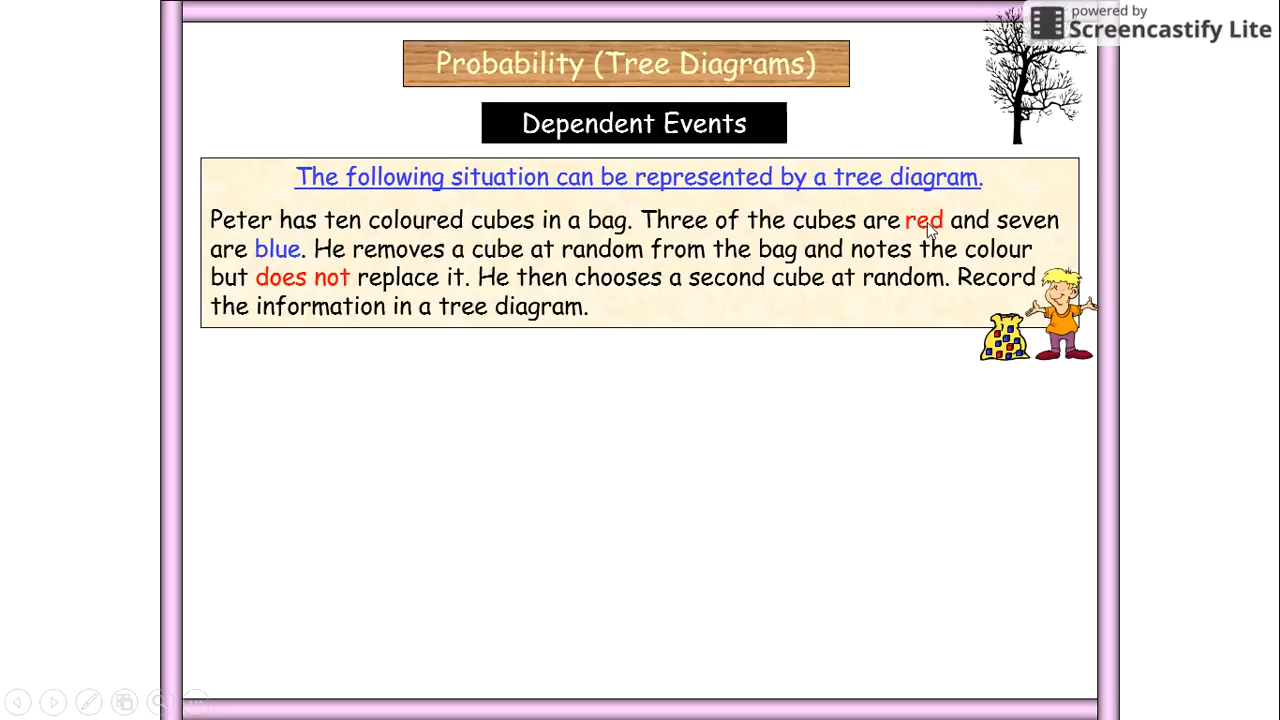 powered by
Screencastify Lite
Probability (Tree Diagrams)
Dependent Events
The following situation can be represented by a tree diagram.
Peter has ten coloured cubes in a bag. Three of the cubes are red and seven
are blue. He removes a cube at random from the bag and notes the colour
but does not replace it. He then chooses a second cube at random. Record
the information in a tree diagram.